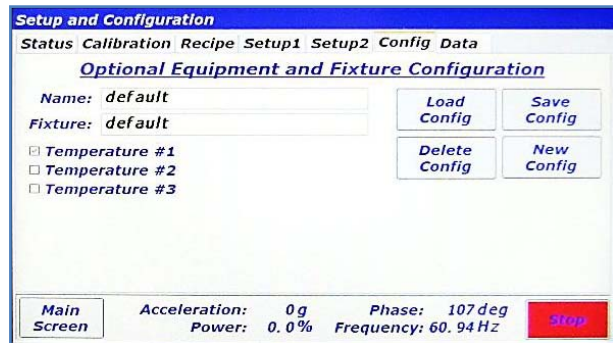 Setup and Configuration
Status Calibration Recipe Setup1 Setup2 Config Data
Optional Equipment and Fixture Configuration
Name: default
Fixture: default
Load Config
Save Config
Temperature #1
Temperature #2
Temperature #3
Delete Config
New Config
Main Screen
Acceleration: 0 g
Phase: 107 deg
Power: 0.0%
Frequency: 60.94 Hz
Stop